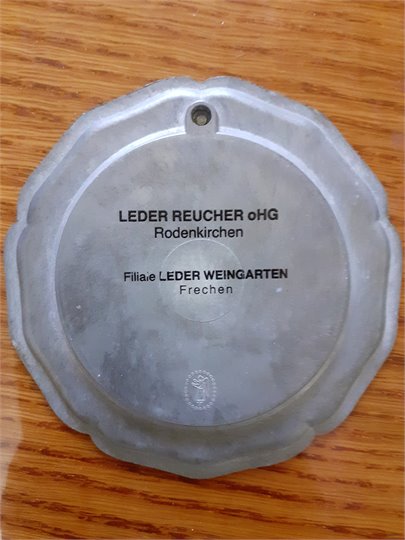 LEDER REUCHER oHG
Rodenkirchen
Filiale LEDER WEINGARTEN
Frechen